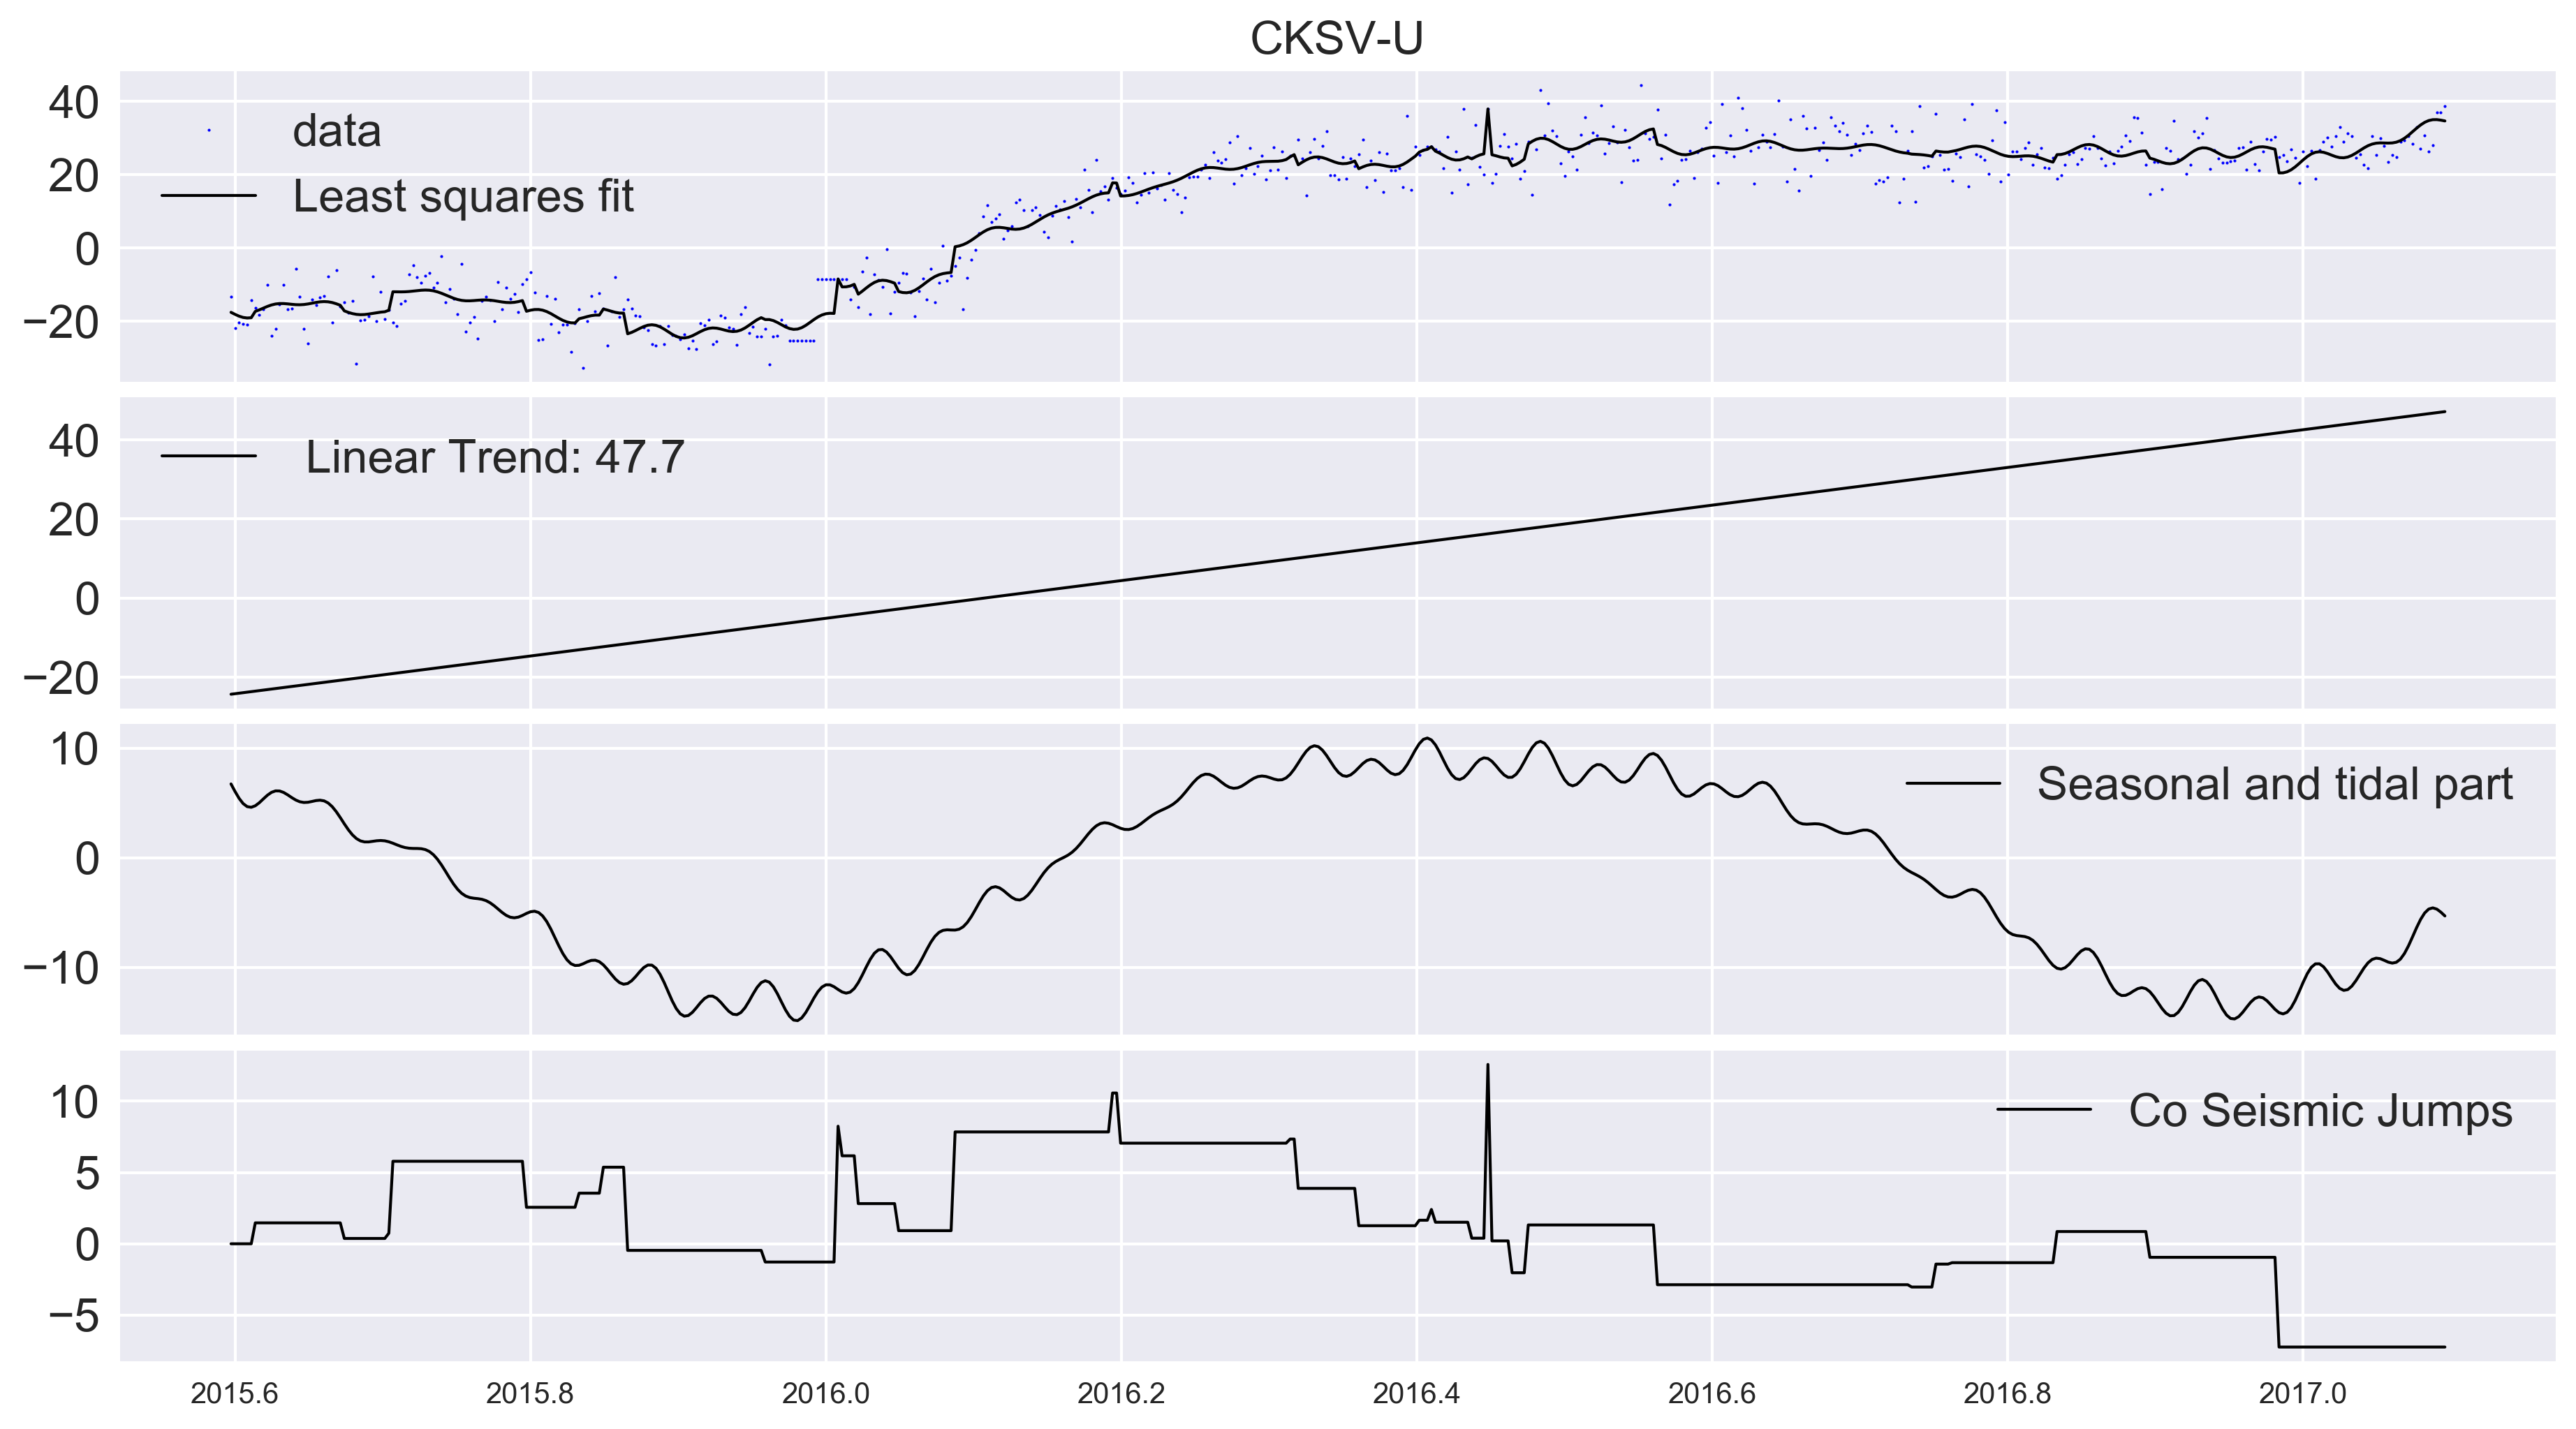 CKSV-U
40
20
0
−20
data
Least squares fit
40
20
0
−20
Linear Trend: 47.7
10
0
−10
Seasonal and tidal part
10
5
0
−5
Co Seismic Jumps
2015.6 2015.8 2016.0 2016.2 2016.4 2016.6 2016.8 2017.0